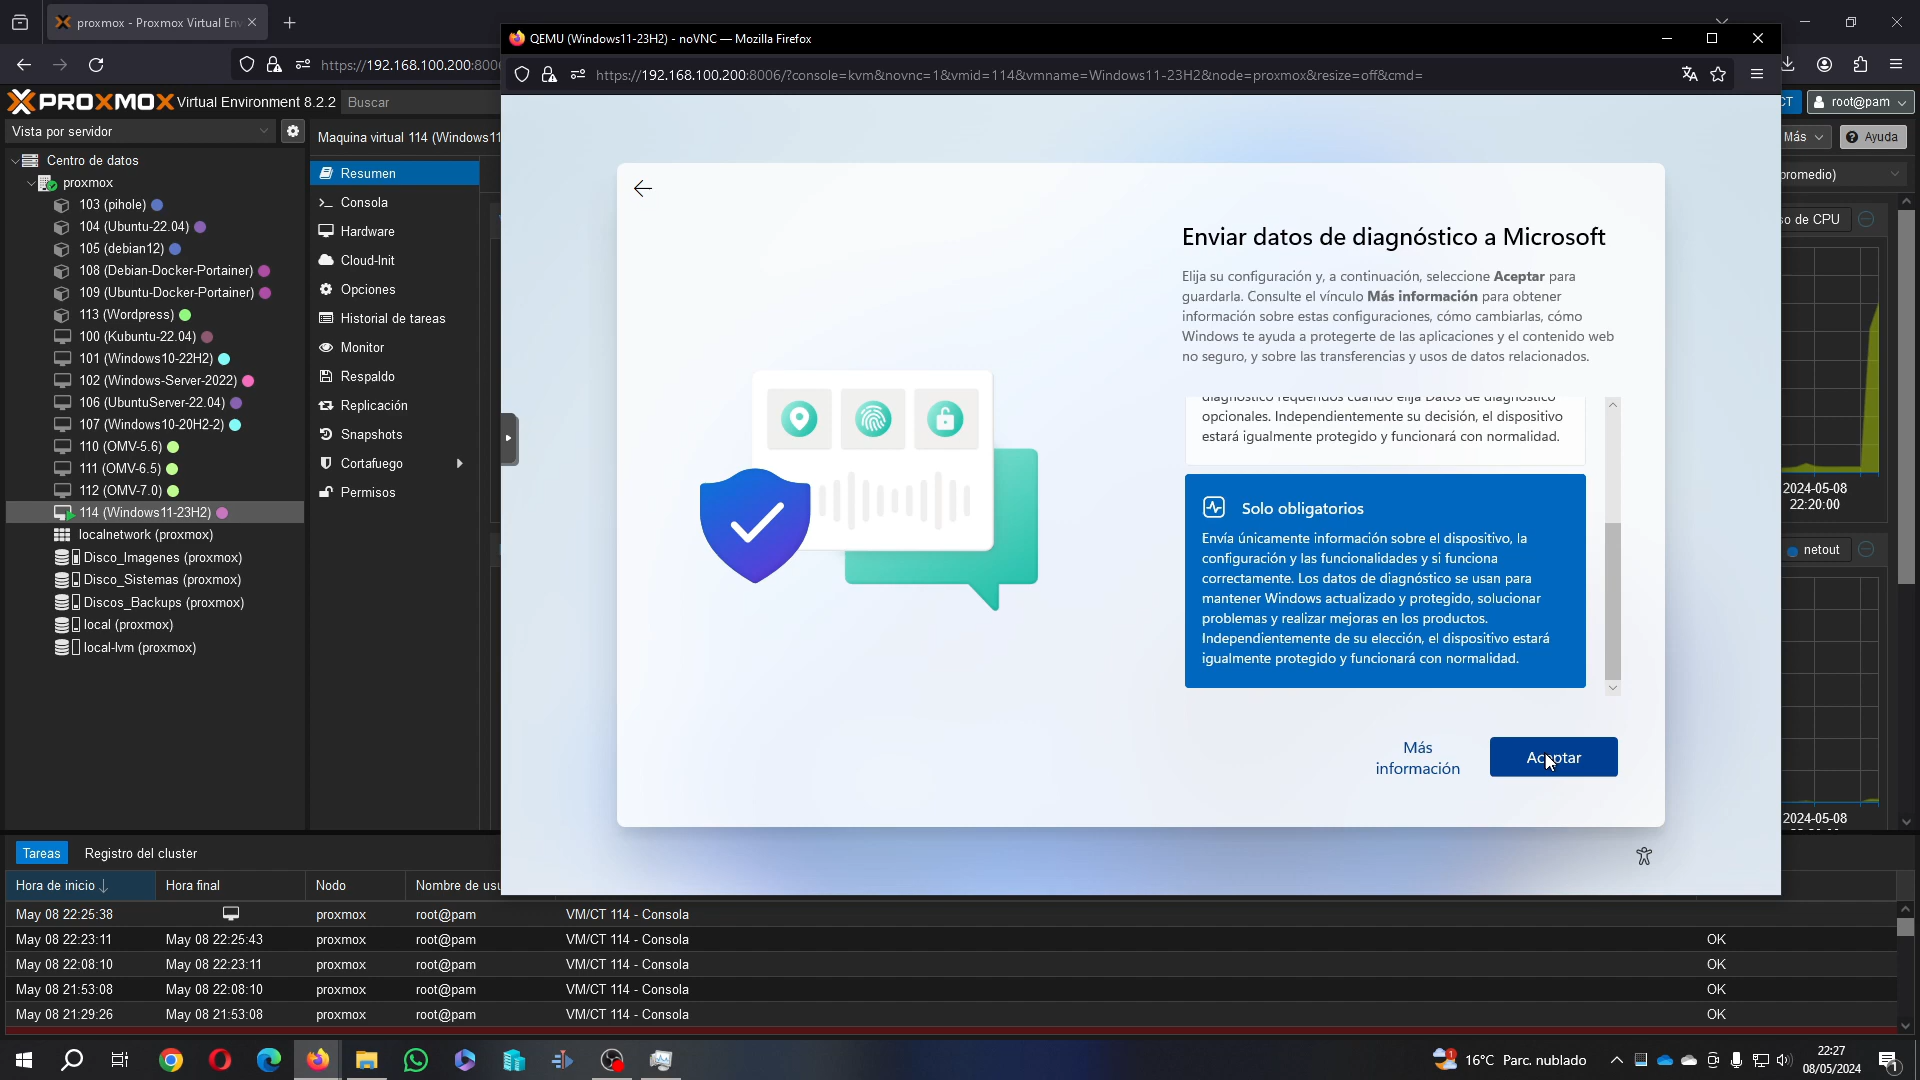 proxmox - Proxmox Virtual En
https://192.168.100.200:800
PROXMOX Virtual Environment 8.2.2
Buscar
CT
root@pam
Vista por servidor
Maquina virtual 114 (Windows11
Más
Ayuda
promedio)
Centro de datos
proxmox
103 (pihole)
104 (Ubuntu-22.04)
105 (debian12)
108 (Debian-Docker-Portainer)
109 (Ubuntu-Docker-Portainer)
113 (Wordpress)
100 (Kubuntu-22.04)
101 (Windows10-22H2)
102 (Windows-Server-2022)
106 (UbuntuServer-22.04)
107 (Windows10-20H2-2)
110 (OMV-5.6)
111 (OMV-6.5)
112 (OMV-7.0)
114 (Windows11-23H2)
localnetwork (proxmox)
Disco_Imagenes (proxmox)
Disco_Sistemas (proxmox)
Discos_Backups (proxmox)
local (proxmox)
local-lvm (proxmox)
Resumen
Consola
Hardware
Cloud-Init
Opciones
Historial de tareas
Monitor
Respaldo
Replicación
Snapshots
Cortafuego
Permisos
QEMU (Windows11-23H2) - noVNC — Mozilla Firefox
https://192.168.100.200:8006/?console=kvm&novnc=1&vmid=114&vmname=Windows11-23H2&node=proxmox&resize=off&cmd=
Enviar datos de diagnóstico a Microsoft
Elija su configuración y, a continuación, seleccione Aceptar para
guardarla. Consulte el vínculo Más información para obtener
información sobre estas configuraciones, cómo cambiarlas, cómo
Windows te ayuda a protegerte de las aplicaciones y el contenido web
no seguro, y sobre las transferencias y usos de datos relacionados.
diagnóstico requeridos cuando elija Datos de diagnóstico
opcionales. Independientemente su decisión, el dispositivo
estará igualmente protegido y funcionará con normalidad.
Solo obligatorios
Envía únicamente información sobre el dispositivo, la
configuración y las funcionalidades y si funciona
correctamente. Los datos de diagnóstico se usan para
mantener Windows actualizado y protegido, solucionar
problemas y realizar mejoras en los productos.
Independientemente de su elección, el dispositivo estará
igualmente protegido y funcionará con normalidad.
Más
información
Aceptar
so de CPU
2024-05-08
22:20:00
netout
2024-05-08
Tareas
Registro del cluster
Hora de inicio
Hora final
Nodo
Nombre de usu
May 08 22:25:38 proxmox root@pam VM/CT 114 - Consola
May 08 22:23:11 May 08 22:25:43 proxmox root@pam VM/CT 114 - Consola OK
May 08 22:08:10 May 08 22:23:11 proxmox root@pam VM/CT 114 - Consola OK
May 08 21:53:08 May 08 22:08:10 proxmox root@pam VM/CT 114 - Consola OK
May 08 21:29:26 May 08 21:53:08 proxmox root@pam VM/CT 114 - Consola OK
1
16°C Parc. nublado
22:27
08/05/2024
1